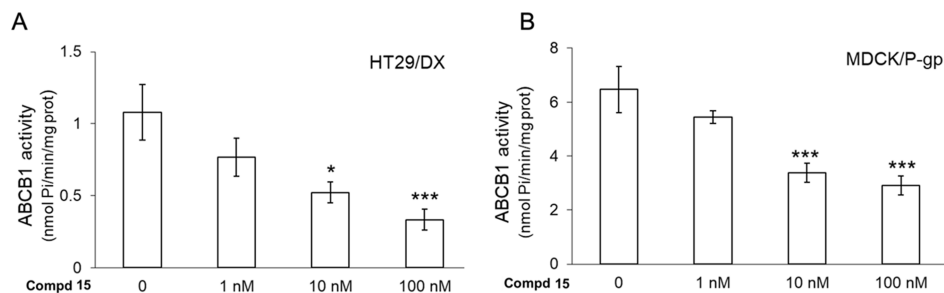 A
HT29/DX
ABCB1 activity
(nmol Pi/min/mg prot)
1.5
1
0.5
0
*
***
Compd 15 0 1 nM 10 nM 100 nM
B
MDCK/P-gp
ABCB1 activity
(nmol Pi/min/mg prot)
8
6
4
2
0
***
***
Compd 15 0 1 nM 10 nM 100 nM